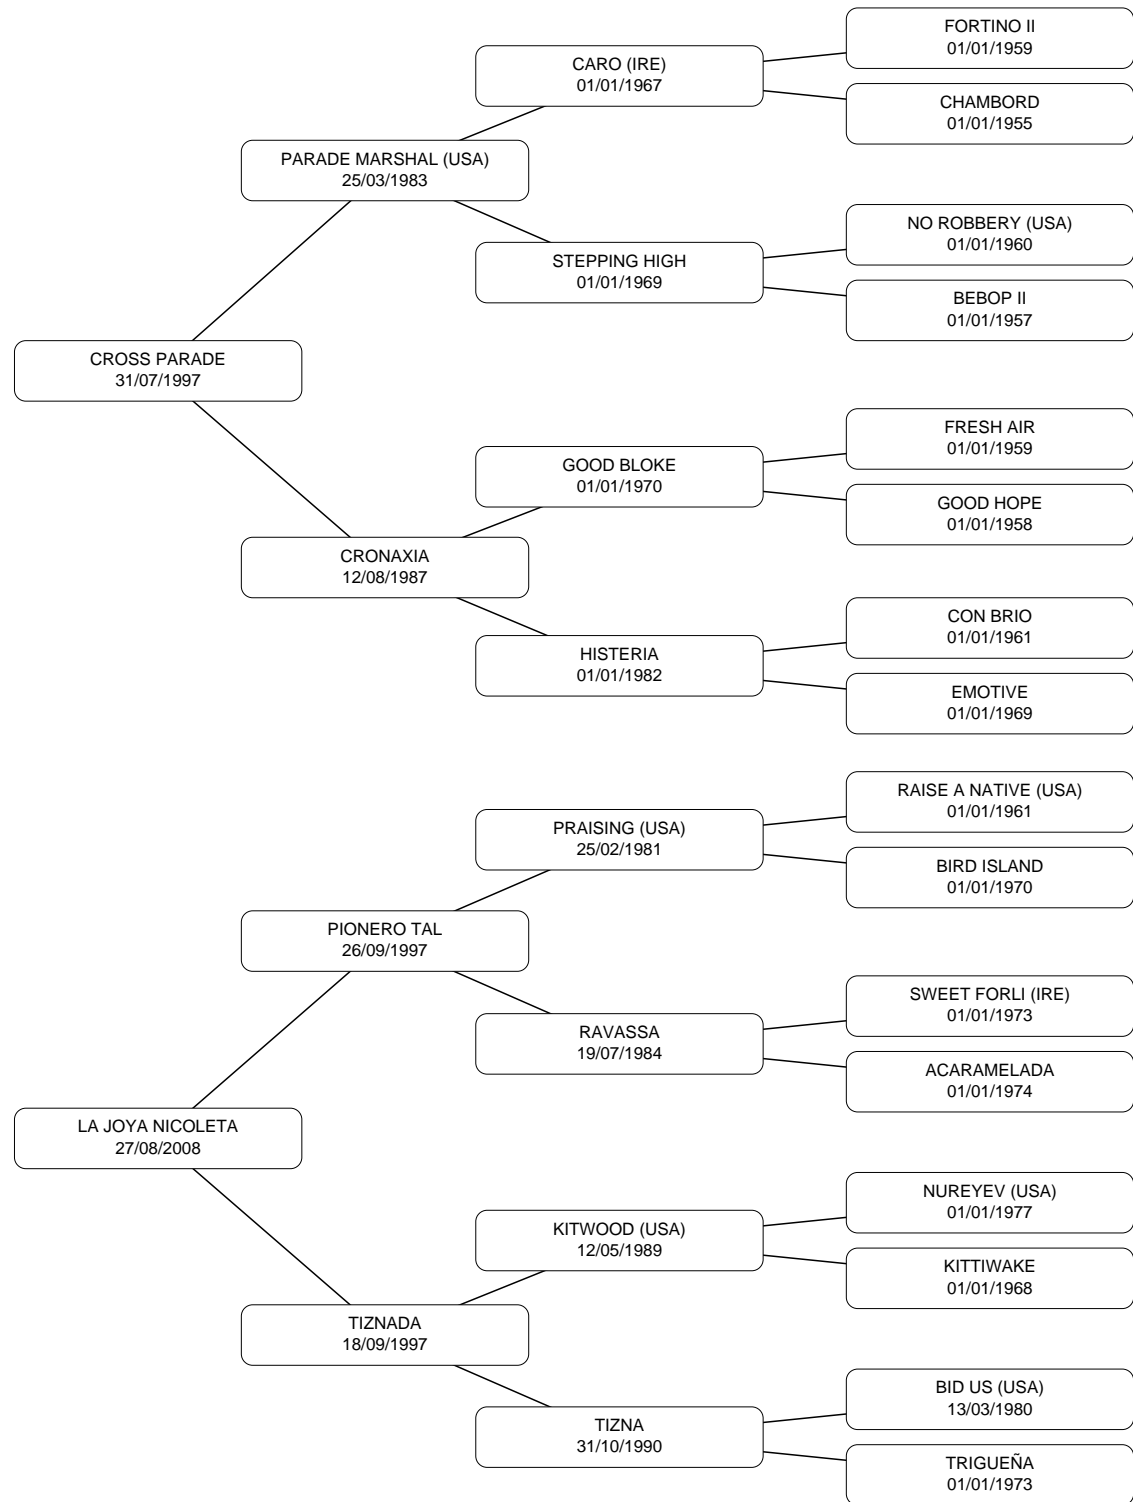 FORTINO II
01/01/1959
CARO (IRE)
01/01/1967
CHAMBORD
01/01/1955
PARADE MARSHAL (USA)
25/03/1983
NO ROBBERY (USA)
01/01/1960
STEPPING HIGH
01/01/1969
BEBOP II
01/01/1957
CROSS PARADE
31/07/1997
FRESH AIR
01/01/1959
GOOD BLOKE
01/01/1970
GOOD HOPE
01/01/1958
CRONAXIA
12/08/1987
CON BRIO
01/01/1961
HISTERIA
01/01/1982
EMOTIVE
01/01/1969
RAISE A NATIVE (USA)
01/01/1961
PRAISING (USA)
25/02/1981
BIRD ISLAND
01/01/1970
PIONERO TAL
26/09/1997
SWEET FORLI (IRE)
01/01/1973
RAVASSA
19/07/1984
ACARAMELADA
01/01/1974
LA JOYA NICOLETA
27/08/2008
NUREYEV (USA)
01/01/1977
KITWOOD (USA)
12/05/1989
KITTIWAKE
01/01/1968
TIZNADA
18/09/1997
BID US (USA)
13/03/1980
TIZNA
31/10/1990
TRIGUEÑA
01/01/1973